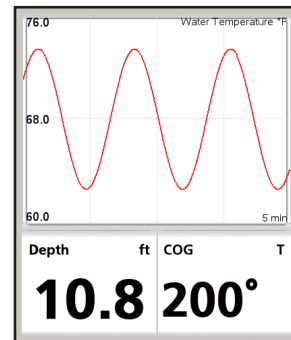 76.0 Water Temperature °F
68.0
60.0 5 min
Depth ft COG T
10.8 200°